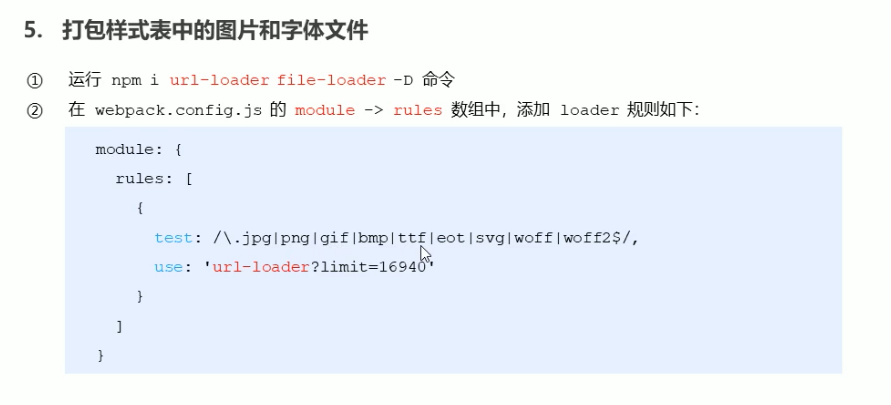 5. 打包样式表中的图片和字体文件
① 运行 npm i url-loader file-loader -D 命令
② 在 webpack.config.js 的 module -> rules 数组中，添加 loader 规则如下：
module: {
rules: [
{
test: /\.jpg|png|gif|bmp|ttf|eot|svg|woff|woff2$/,
use: 'url-loader?limit=16940'
}
]
}